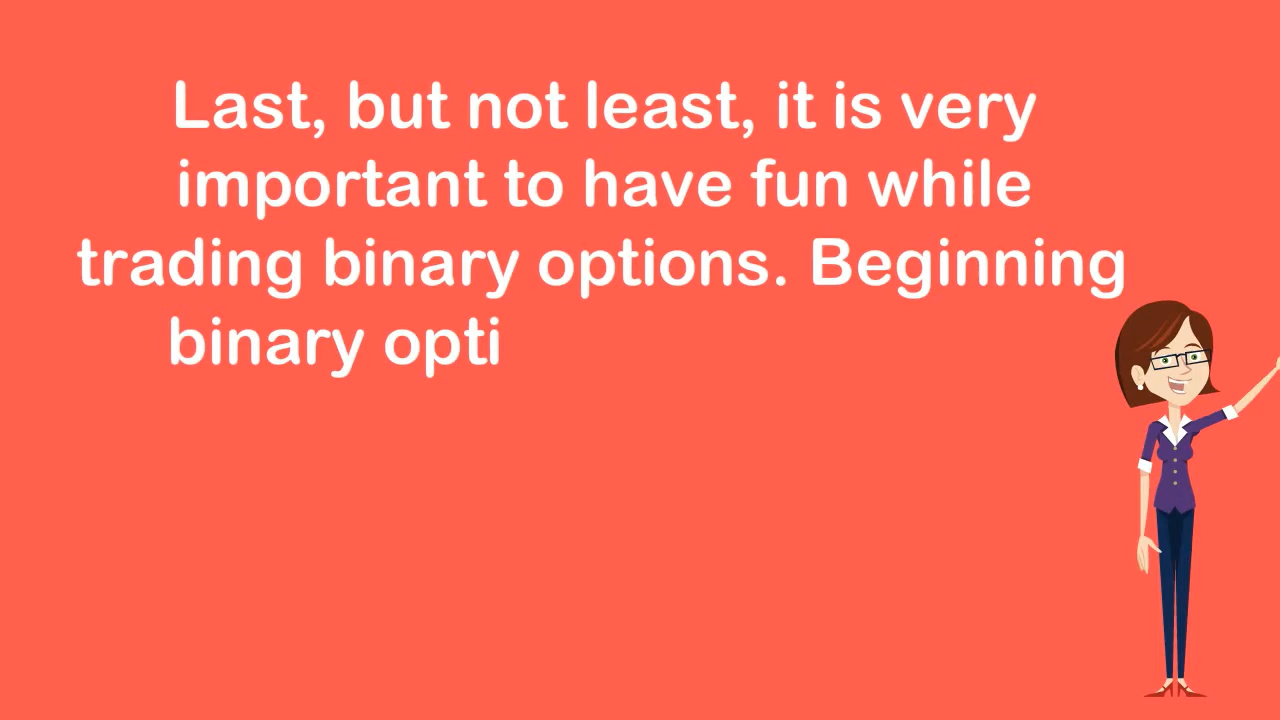 Last, but not least, it is very
important to have fun while
trading binary options. Beginning
binary opti